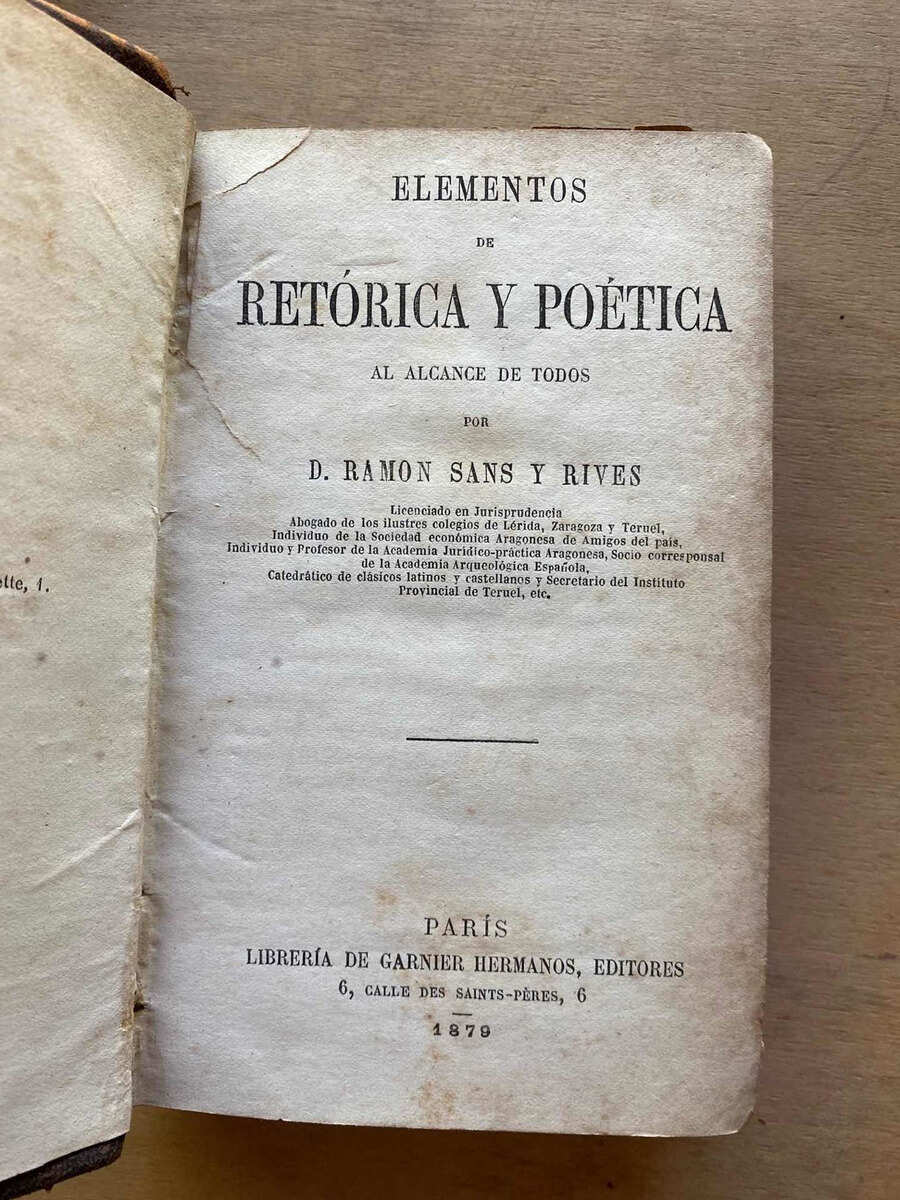 ELEMENTOS
DE
RETÓRICA Y POÉTICA
AL ALCANCE DE TODOS
POR
D. RAMON SANS Y RIVES
Licenciado en Jurisprudencia
Abogado de los ilustres colegios de Lérida, Zaragoza y Teruel,
Individuo de la Sociedad económica Aragonesa de Amigos del país,
Individuo y Profesor de la Academia Jurídico-práctica Aragonesa, Socio corresponsal
de la Academia Arqueológica Española,
Catedrático de clásicos latinos y castellanos y Secretario del Instituto
Provincial de Teruel, etc.
PARÍS
LIBRERÍA DE GARNIER HERMANOS, EDITORES
6, CALLE DES SAINTS-PÈRES, 6
1879